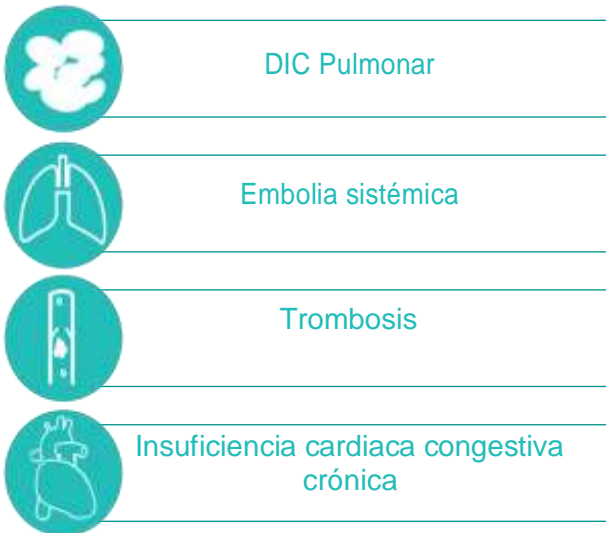 DIC Pulmonar
Embolia sistémica
Trombosis
Insuficiencia cardiaca congestiva
crónica